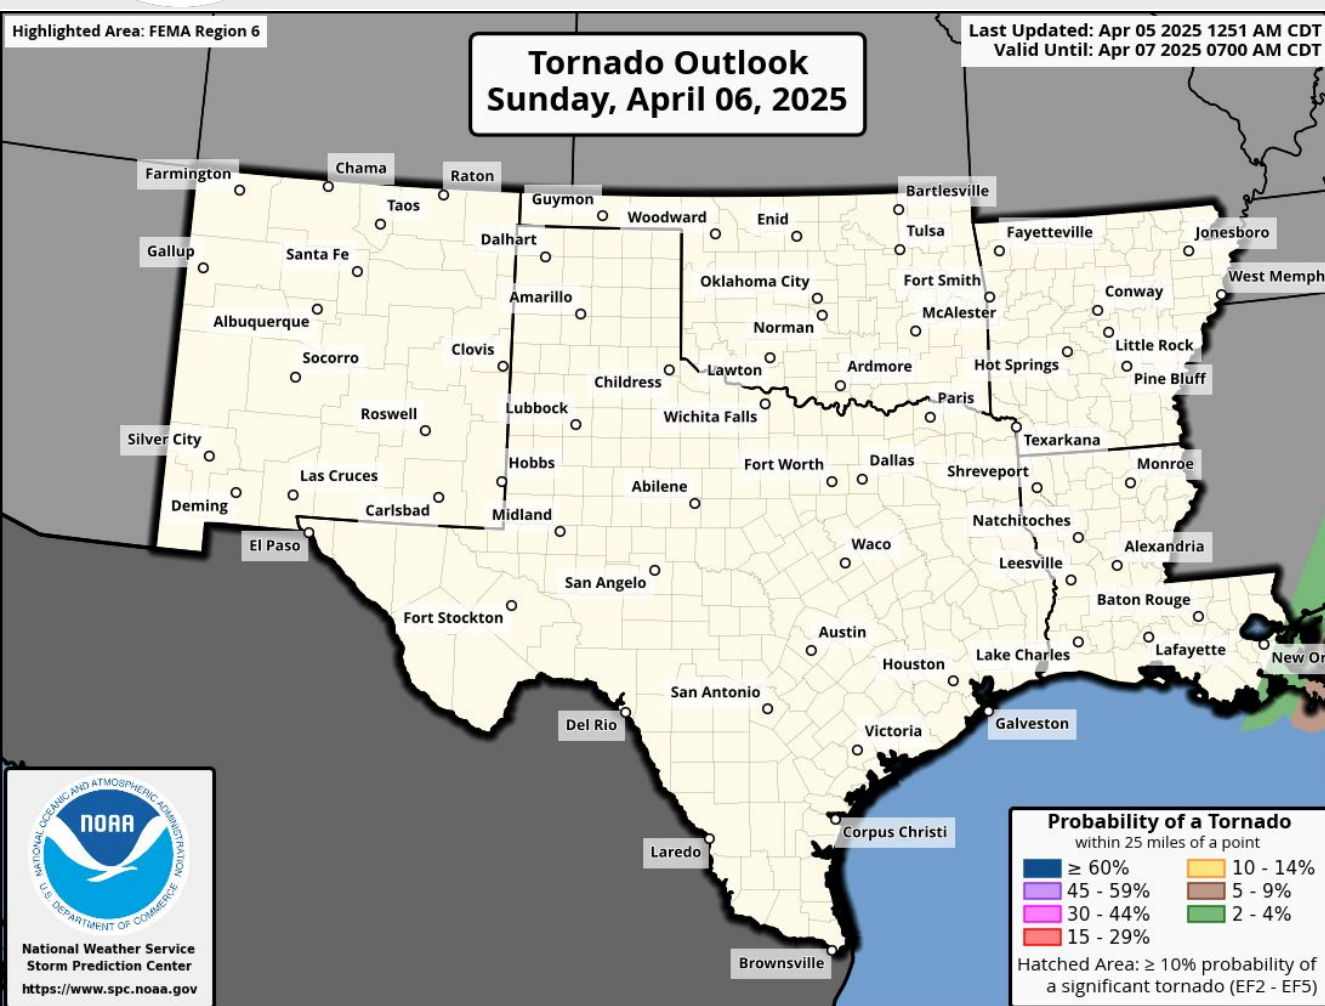 Highlighted Area: FEMA Region 6
Last Updated: Apr 05 2025 1251 AM CDT
Valid Until: Apr 07 2025 0700 AM CDT
Tornado Outlook
Sunday, April 06, 2025
Farmington
Chama
Raton
Taos
Guymon
Woodward
Enid
Bartlesville
Tulsa
Fayetteville
Jonesboro
Gallup
Santa Fe
Dalhart
Oklahoma City
Fort Smith
West Memph
Amarillo
Conway
Albuquerque
Norman
McAlester
Little Rock
Socorro
Clovis
Childress
Lawton
Ardmore
Hot Springs
Pine Bluff
Roswell
Lubbock
Wichita Falls
Paris
Silver City
Texarkana
Las Cruces
Hobbs
Abilene
Fort Worth
Dallas
Shreveport
Monroe
Deming
Carlsbad
Midland
Natchitoches
El Paso
Waco
Alexandria
San Angelo
Leesville
Fort Stockton
Baton Rouge
Austin
Houston
Lake Charles
Lafayette
New Or
San Antonio
Del Rio
Victoria
Galveston
Corpus Christi
Laredo
Brownsville
NATIONAL OCEANIC AND ATMOSPHERIC ADMINISTRATION
NOAA
U.S. DEPARTMENT OF COMMERCE
National Weather Service
Storm Prediction Center
https://www.spc.noaa.gov
Probability of a Tornado
within 25 miles of a point
≥ 60%
10 - 14%
45 - 59%
5 - 9%
30 - 44%
2 - 4%
15 - 29%
Hatched Area: ≥ 10% probability of
a significant tornado (EF2 - EF5)